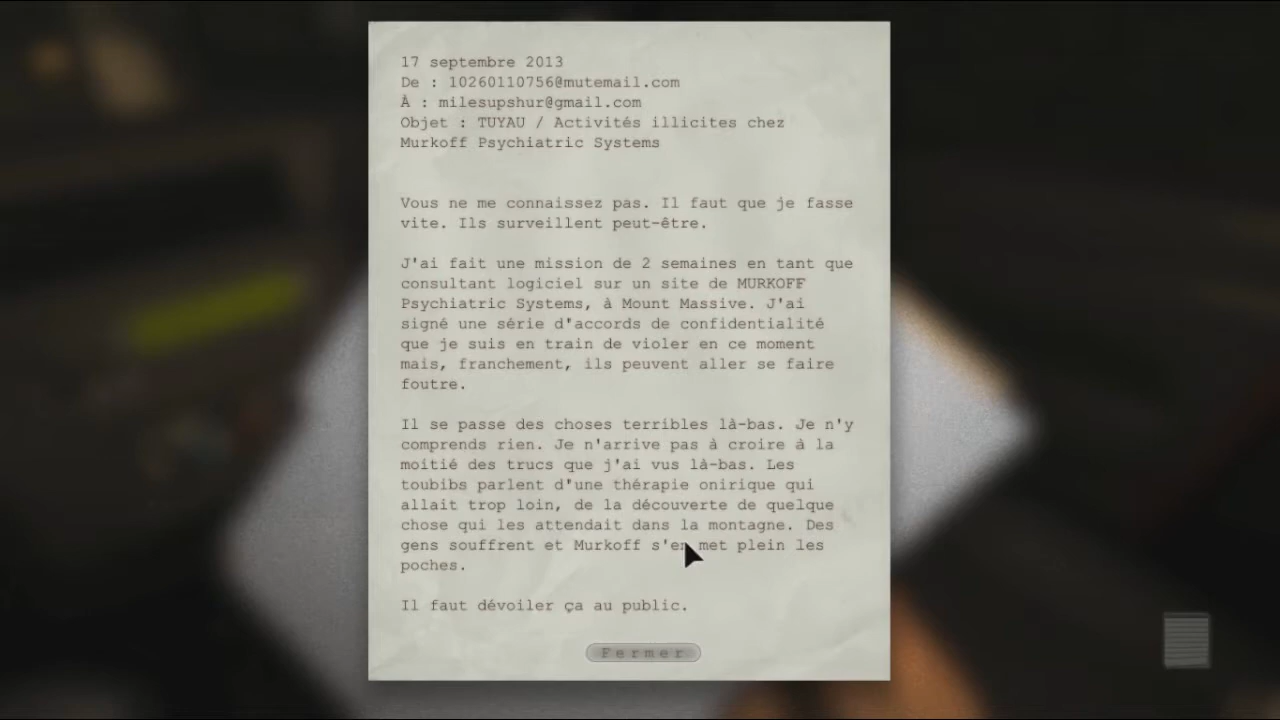 17 septembre 2013
De : 10260110756@mutemail.com
À : milesupshur@gmail.com
Objet : TUYAU / Activités illicites chez
Murkoff Psychiatric Systems
Vous ne me connaissez pas. Il faut que je fasse
vite. Ils surveillent peut-être.
J'ai fait une mission de 2 semaines en tant que
consultant logiciel sur un site de MURKOFF
Psychiatric Systems, à Mount Massive. J'ai
signé une série d'accords de confidentialité
que je suis en train de violer en ce moment
mais, franchement, ils peuvent aller se faire
foutre.
Il se passe des choses terribles là-bas. Je n'y
comprends rien. Je n'arrive pas à croire à la
moitié des trucs que j'ai vus là-bas. Les
toubibs parlent d'une thérapie onirique qui
allait trop loin, de la découverte de quelque
chose qui les attendait dans la montagne. Des
gens souffrent et Murkoff s'en met plein les
poches.
Il faut dévoiler ça au public.
Fermer